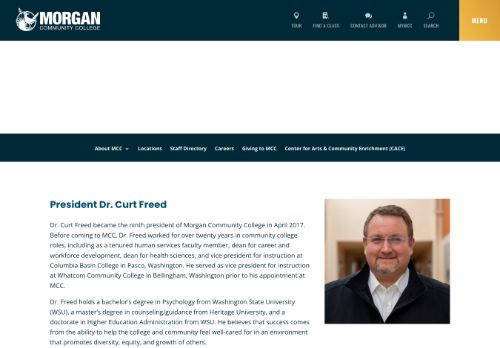 MORGAN
COMMUNITY COLLEGE
TOUR
FIND A CLASS
CONTACT ADVISOR
MYMCC
SEARCH
MENU
About MCC
Locations
Staff Directory
Careers
Giving to MCC
Center for Arts & Community Enrichment (CACE)
President Dr. Curt Freed
Dr. Curt Freed became the ninth president of Morgan Community College in April 2017.
Before coming to MCC, Dr. Freed worked for over twenty years in community college
roles, including as a tenured human services faculty member, dean for career and
workforce development, dean for health sciences, and vice president for instruction at
Columbia Basin College in Pasco, Washington. He served as vice president for instruction
at Whatcom Community College in Bellingham, Washington prior to his appointment at
MCC.
Dr. Freed holds a bachelor's degree in Psychology from Washington State University
(WSU), a master's degree in counseling/guidance from Heritage University, and a
doctorate in Higher Education Administration from WSU. He believes that success comes
from the ability to help the college and community feel well-cared for in an environment
that promotes diversity, equity, and growth of others.